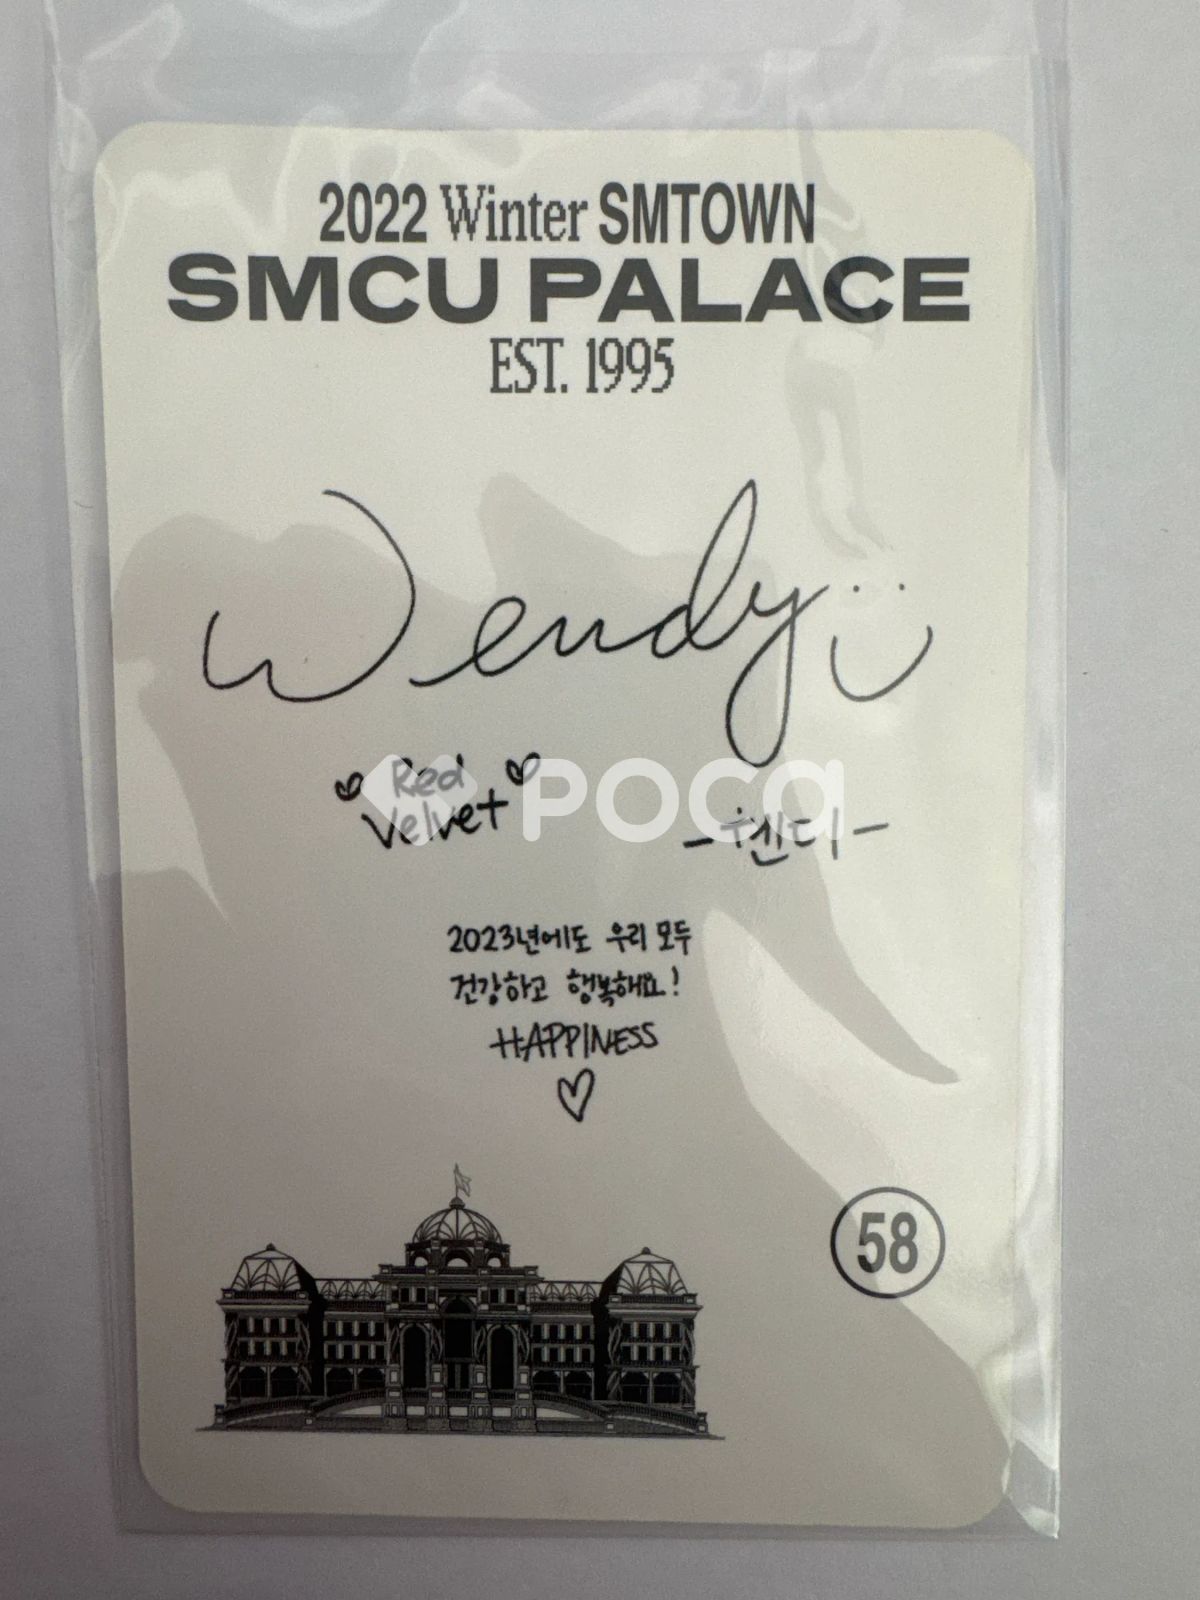 2022 Winter SMTOWN
SMCU PALACE
EST. 1995
Wendy
Red
Velvet
poca
-웬디-
2023년에도 우리 모두
건강하고 행복해요!
HAPPINESS
58